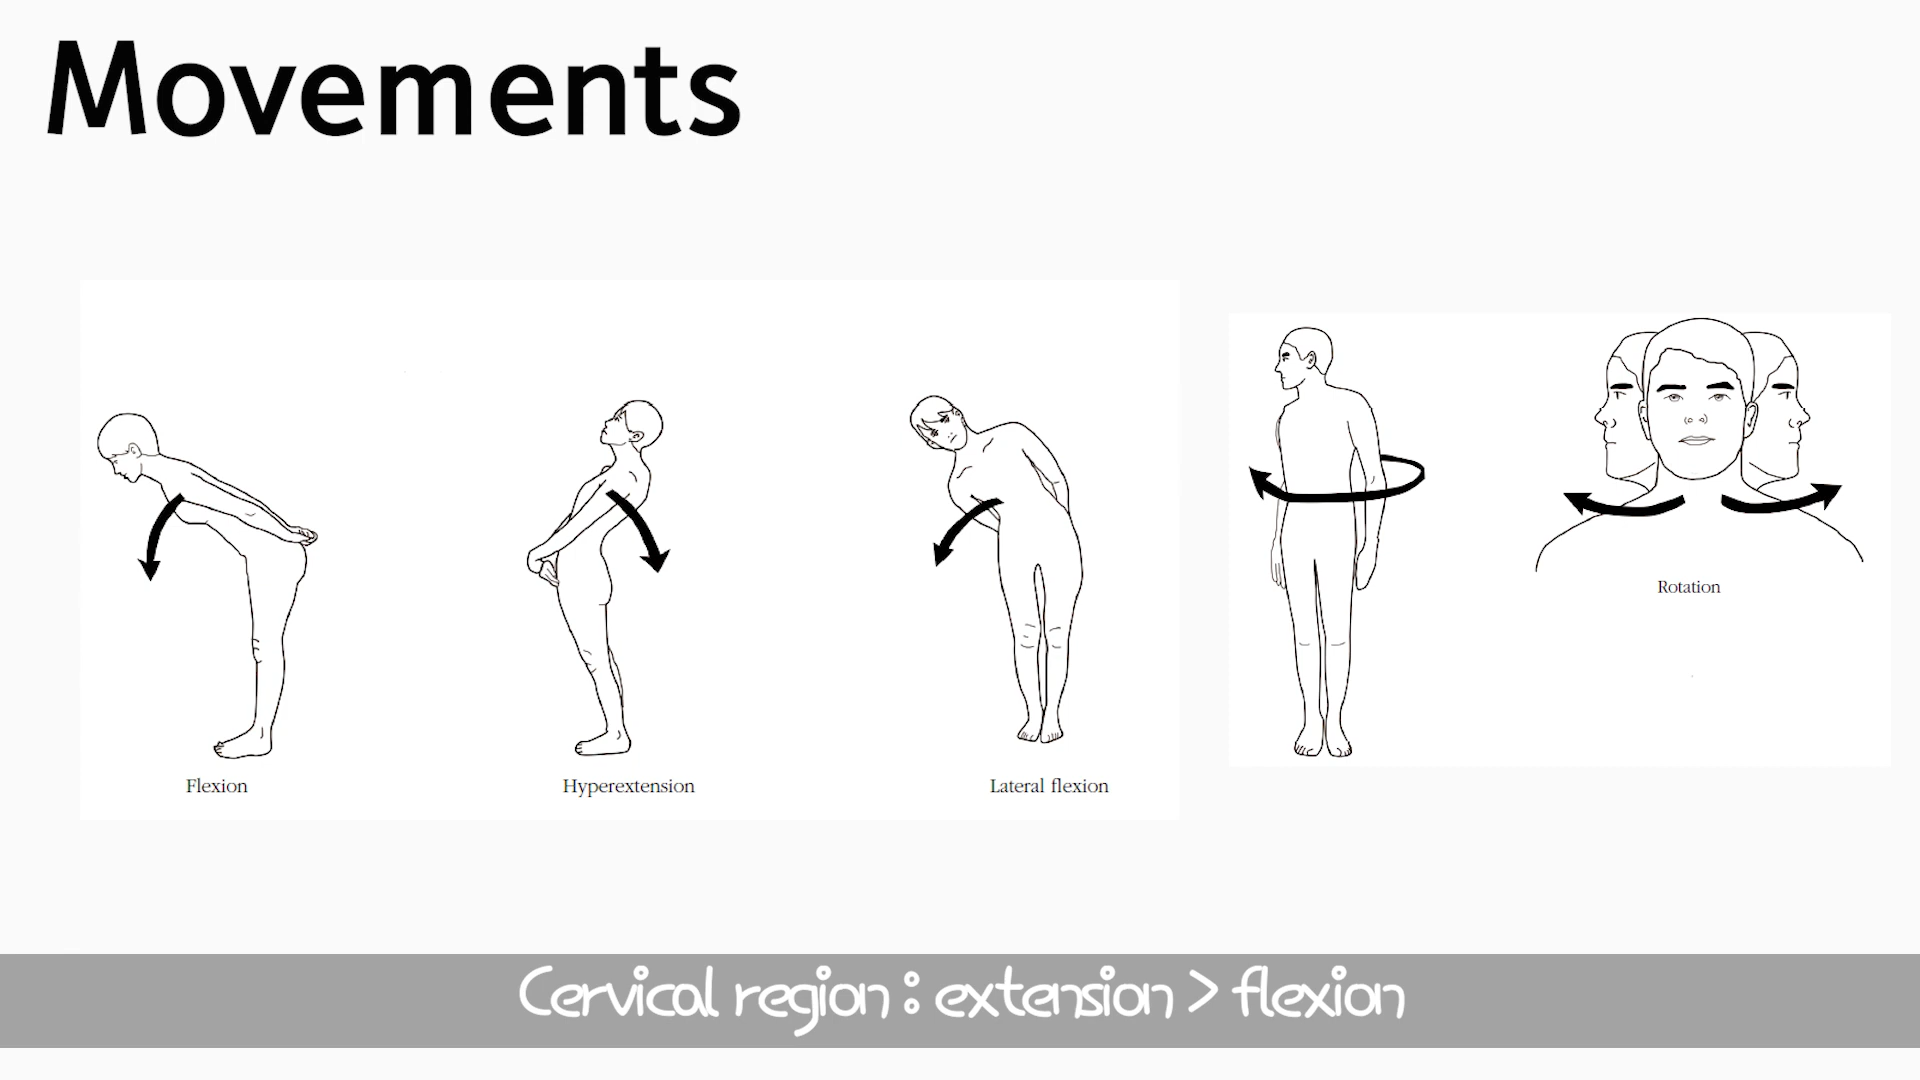 Movements
Flexion
Hyperextension
Lateral flexion
Rotation
Cervical region : extension > flexion